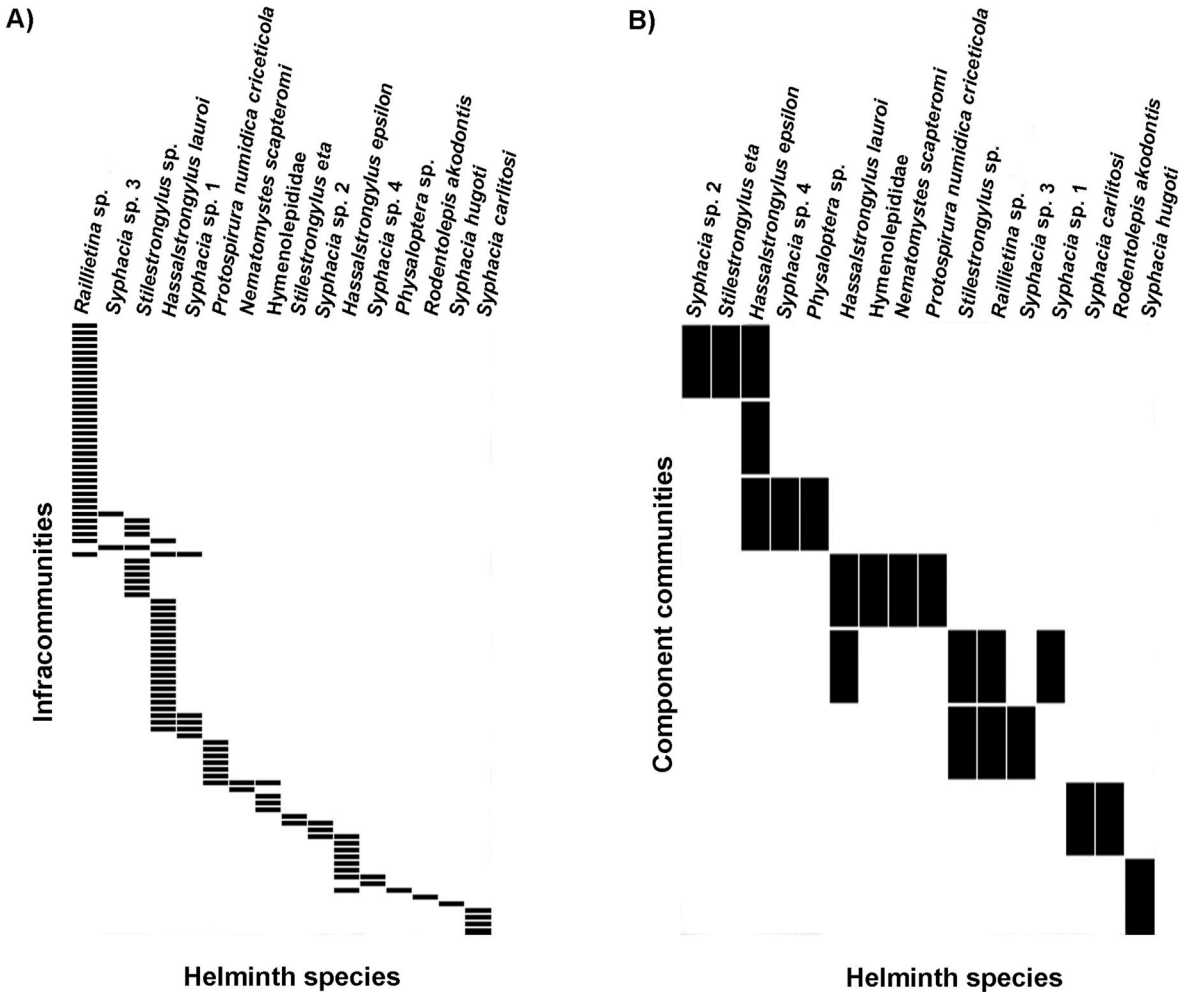 A)
Raillietina sp.
Syphacia sp. 3
Stilestrongylus sp.
Hassalstrongylus lauroi
Syphacia sp. 1
Protospirura numidica criceticola
Nematomystes scapteromi
Hymenolepididae
Stilestrongylus eta
Syphacia sp. 2
Hassalstrongylus epsilon
Syphacia sp. 4
Physaloptera sp.
Rodentolepis akodontis
Syphacia hugoti
Syphacia carlitosi
Infracommunities
Helminth species
B)
Syphacia sp. 2
Stilestrongylus eta
Hassalstrongylus epsilon
Syphacia sp. 4
Physaloptera sp.
Hassalstrongylus lauroi
Hymenolepididae
Nematomystes scapteromi
Protospirura numidica criceticola
Stilestrongylus sp.
Raillietina sp.
Syphacia sp. 3
Syphacia sp. 1
Syphacia carlitosi
Rodentolepis akodontis
Syphacia hugoti
Component communities
Helminth species